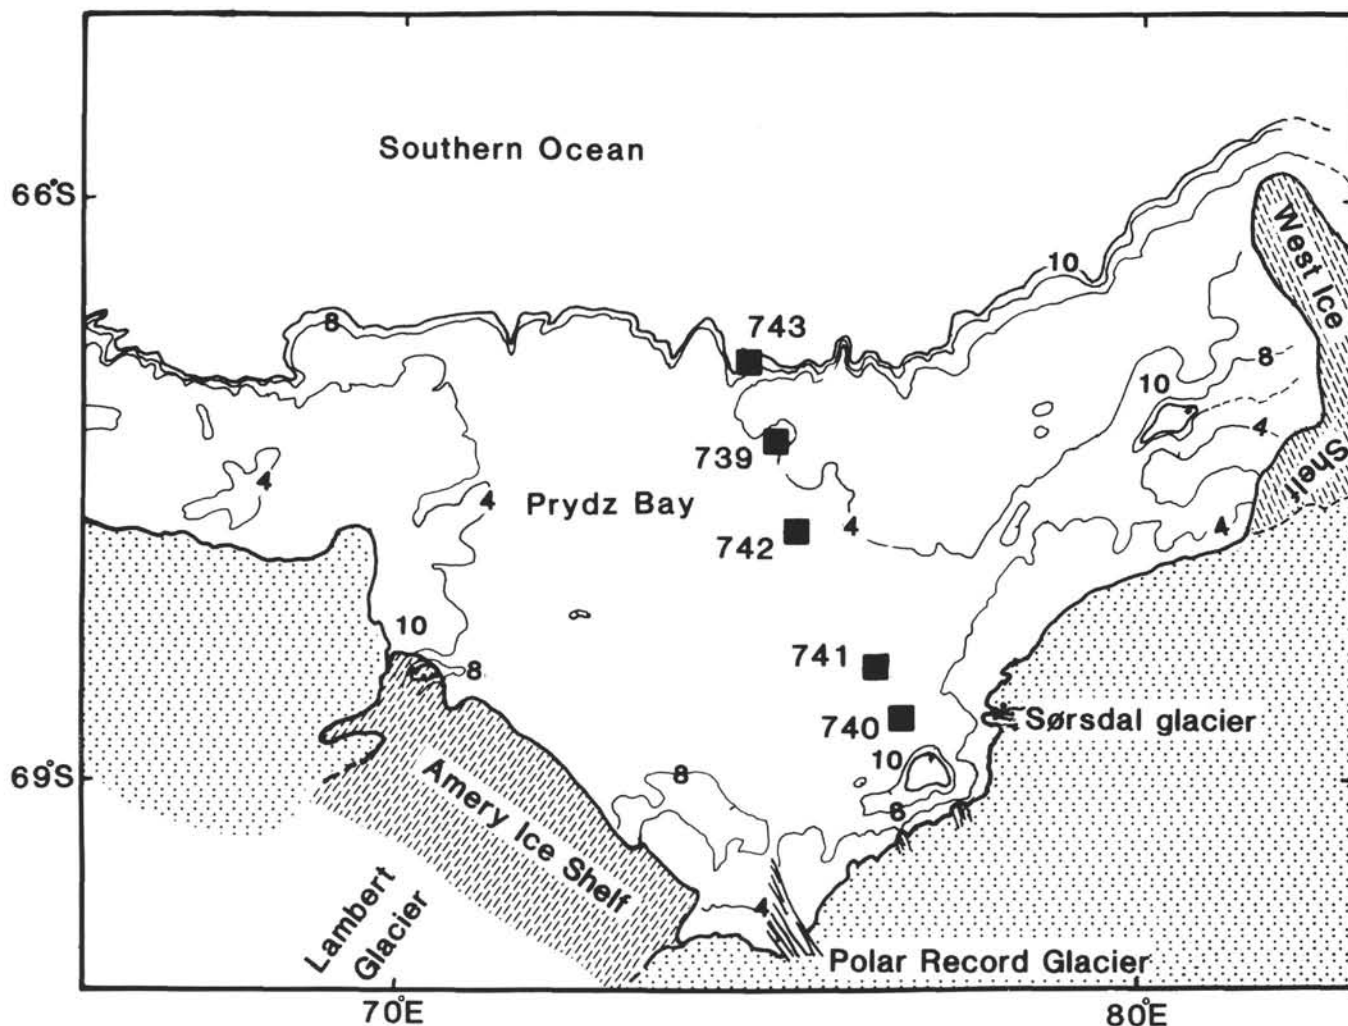 Southern Ocean
66°S
10
8
743
West Ice
Shelf
8
10
4
739
4
4
Prydz Bay
4
4
742
10
8
741
740
Sørsdal glacier
10
69°S
8
8
Amery Ice Shelf
4
Lambert
Glacier
Polar Record Glacier
70°E
80°E